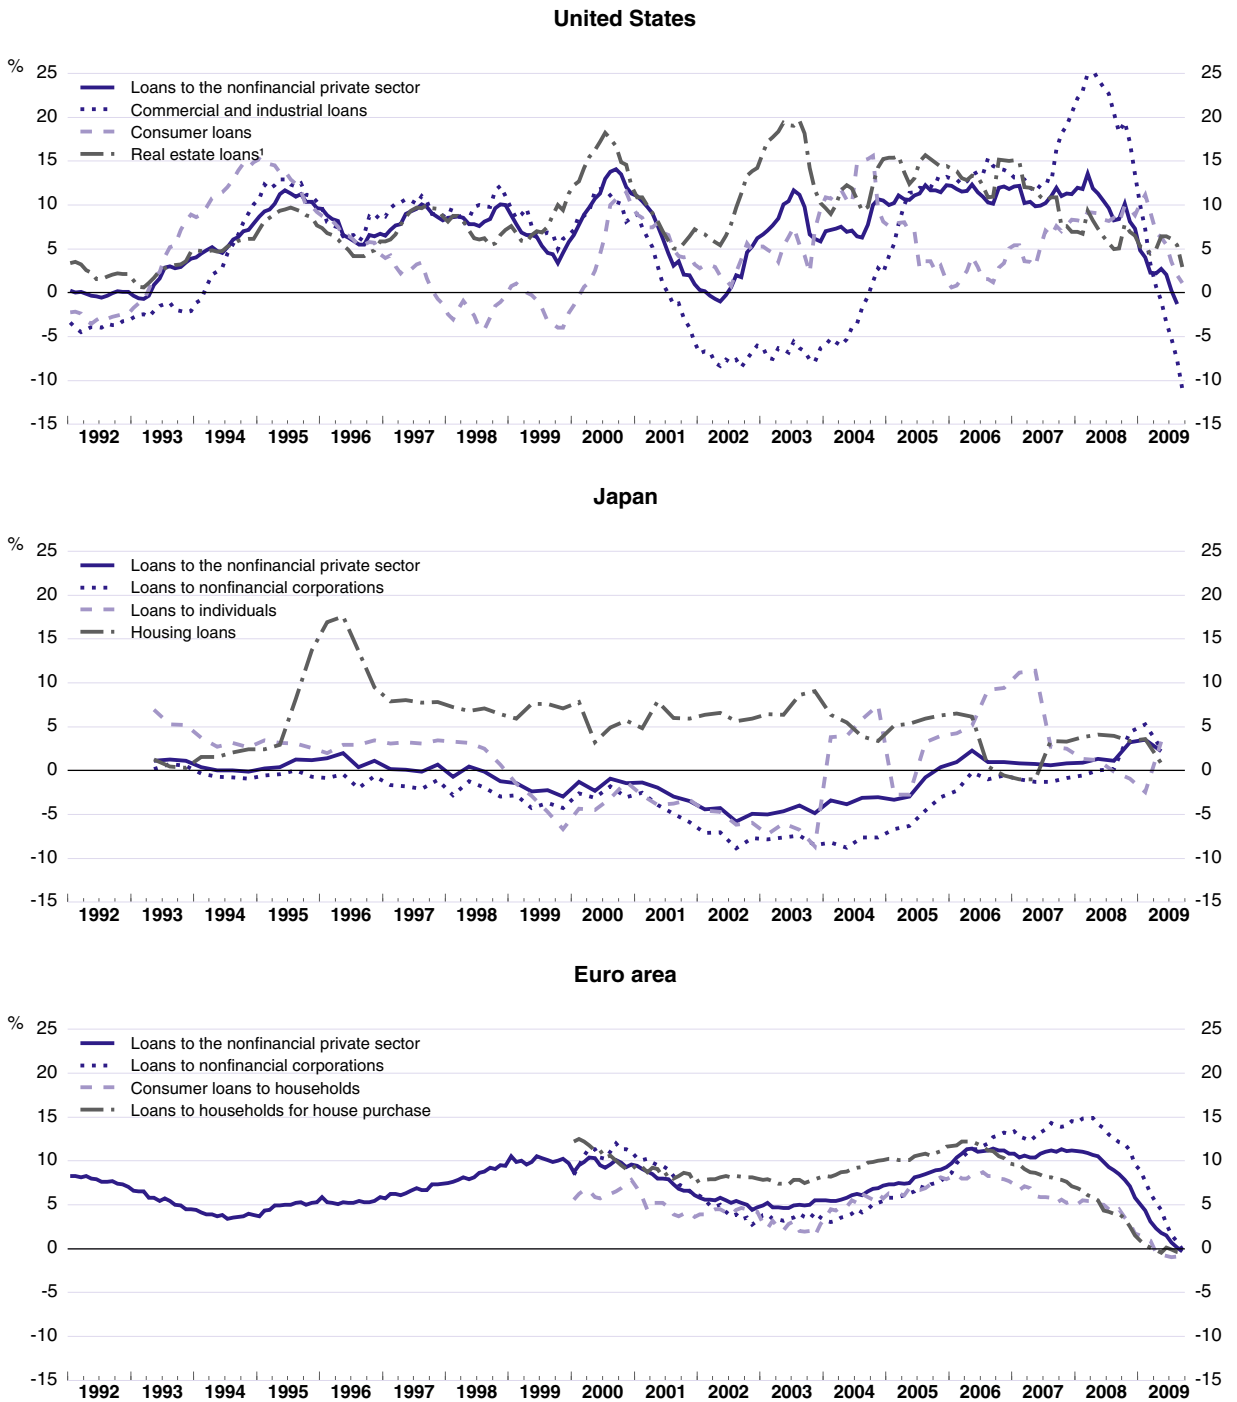 United States
%
25 25
Loans to the nonfinancial private sector
Commercial and industrial loans
20 20
Consumer loans
Real estate loans¹
15 15
10 10
5 5
0 0
-5 -5
-10 -10
-15 -15
1992 1993 1994 1995 1996 1997 1998 1999 2000 2001 2002 2003 2004 2005 2006 2007 2008 2009
Japan
%
25 25
Loans to the nonfinancial private sector
Loans to nonfinancial corporations
20 20
Loans to individuals
Housing loans
15 15
10 10
5 5
0 0
-5 -5
-10 -10
-15 -15
1992 1993 1994 1995 1996 1997 1998 1999 2000 2001 2002 2003 2004 2005 2006 2007 2008 2009
Euro area
%
25 25
Loans to the nonfinancial private sector
Loans to nonfinancial corporations
20 20
Consumer loans to households
Loans to households for house purchase
15 15
10 10
5 5
0 0
-5 -5
-10 -10
-15 -15
1992 1993 1994 1995 1996 1997 1998 1999 2000 2001 2002 2003 2004 2005 2006 2007 2008 2009